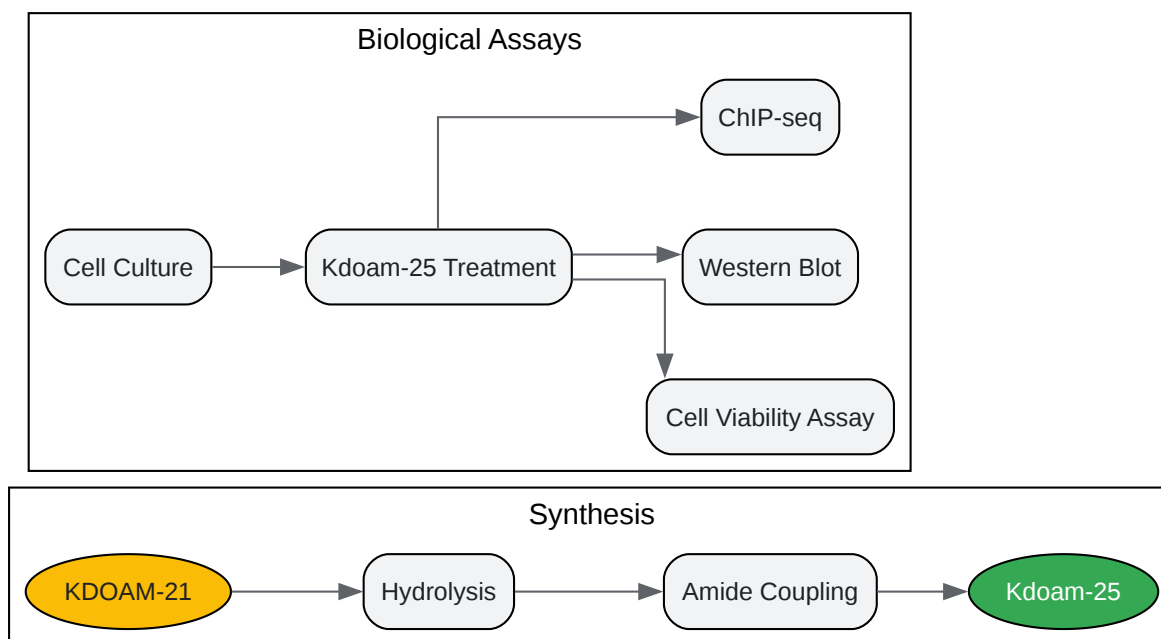 Biological Assays
ChIP-seq
Cell Culture
Kdoam-25 Treatment
Western Blot
Cell Viability Assay
Synthesis
KDOAM-21
Hydrolysis
Amide Coupling
Kdoam-25